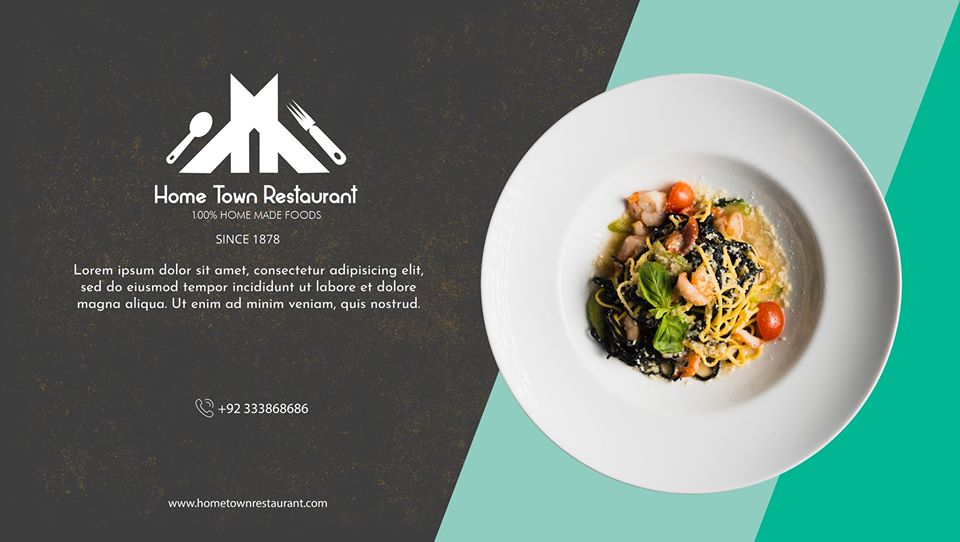 Home Town Restaurant
100% HOME MADE FOODS
SINCE 1878
Lorem ipsum dolor sit amet, consectetur adipisicing elit,
sed do eiusmod tempor incididunt ut labore et dolore
magna aliqua. Ut enim ad minim veniam, quis nostrud.
+92 333868686
www.hometownrestaurant.com